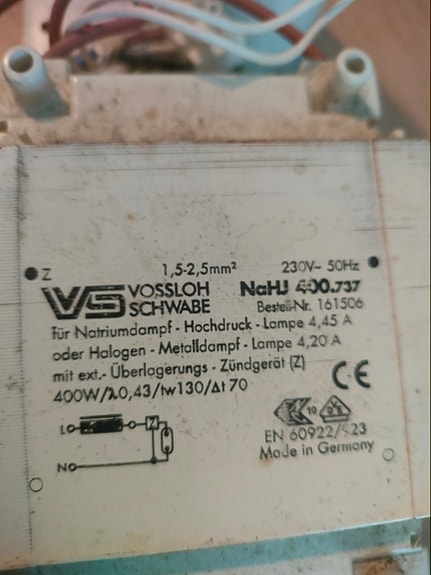 1,5-2,5mm² 230V~ 50Hz
Z
VS VOSSLOH SCHWABE NaHJ 400.737
Bestell-Nr. 161506
für Natriumdampf - Hochdruck - Lampe 4,45 A
oder Halogen - Metalldampf - Lampe 4,20 A
mit ext.- Überlagerungs - Zündgerät (Z)
400W/λ0,43/tw130/Δt 70
CE
L Z
10
EN 60922/923
N Made in Germany